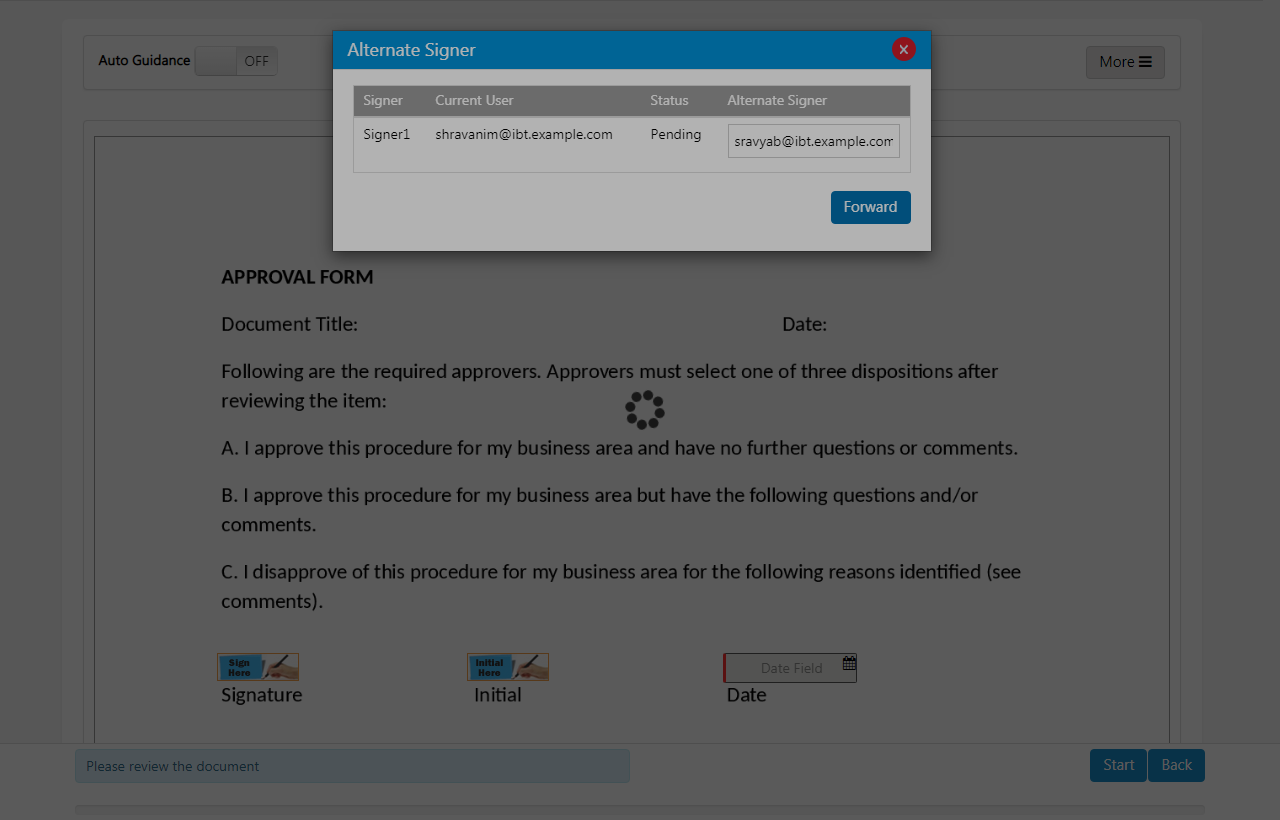 Alternate Signer
Auto Guidance OFF
More
Signer Current User Status Alternate Signer
Signer1 shravanim@ibt.example.com Pending sravyab@ibt.example.com
Forward
APPROVAL FORM
Document Title: Date:
Following are the required approvers. Approvers must select one of three dispositions after
reviewing the item:
A. I approve this procedure for my business area and have no further questions or comments.
B. I approve this procedure for my business area but have the following questions and/or
comments.
C. I disapprove of this procedure for my business area for the following reasons identified (see
comments).
Sign Here Initial Here Date Field
Signature Initial Date
Please review the document Start Back